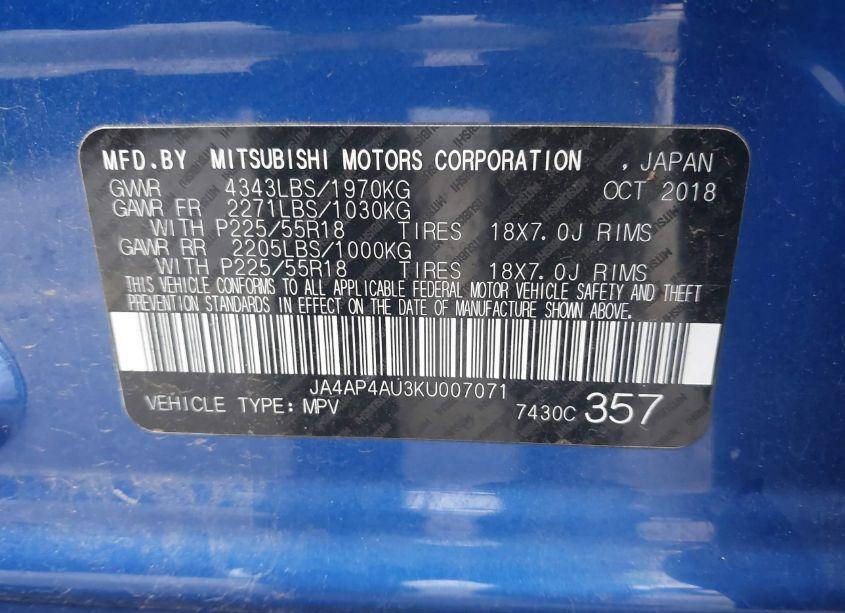 MFD.BY MITSUBISHI MOTORS CORPORATION , JAPAN
GVWR 4343LBS/1970KG OCT 2018
GAWR FR 2271LBS/1030KG
WITH P225/55R18 TIRES 18X7.0J RIMS
GAWR RR 2205LBS/1000KG
WITH P225/55R18 TIRES 18X7.0J RIMS
THIS VEHICLE CONFORMS TO ALL APPLICABLE FEDERAL MOTOR VEHICLE SAFETY AND THEFT
PREVENTION STANDARDS IN EFFECT ON THE DATE OF MANUFACTURE SHOWN ABOVE.
JA4AP4AU3KU007071
VEHICLE TYPE: MPV 7430C 357